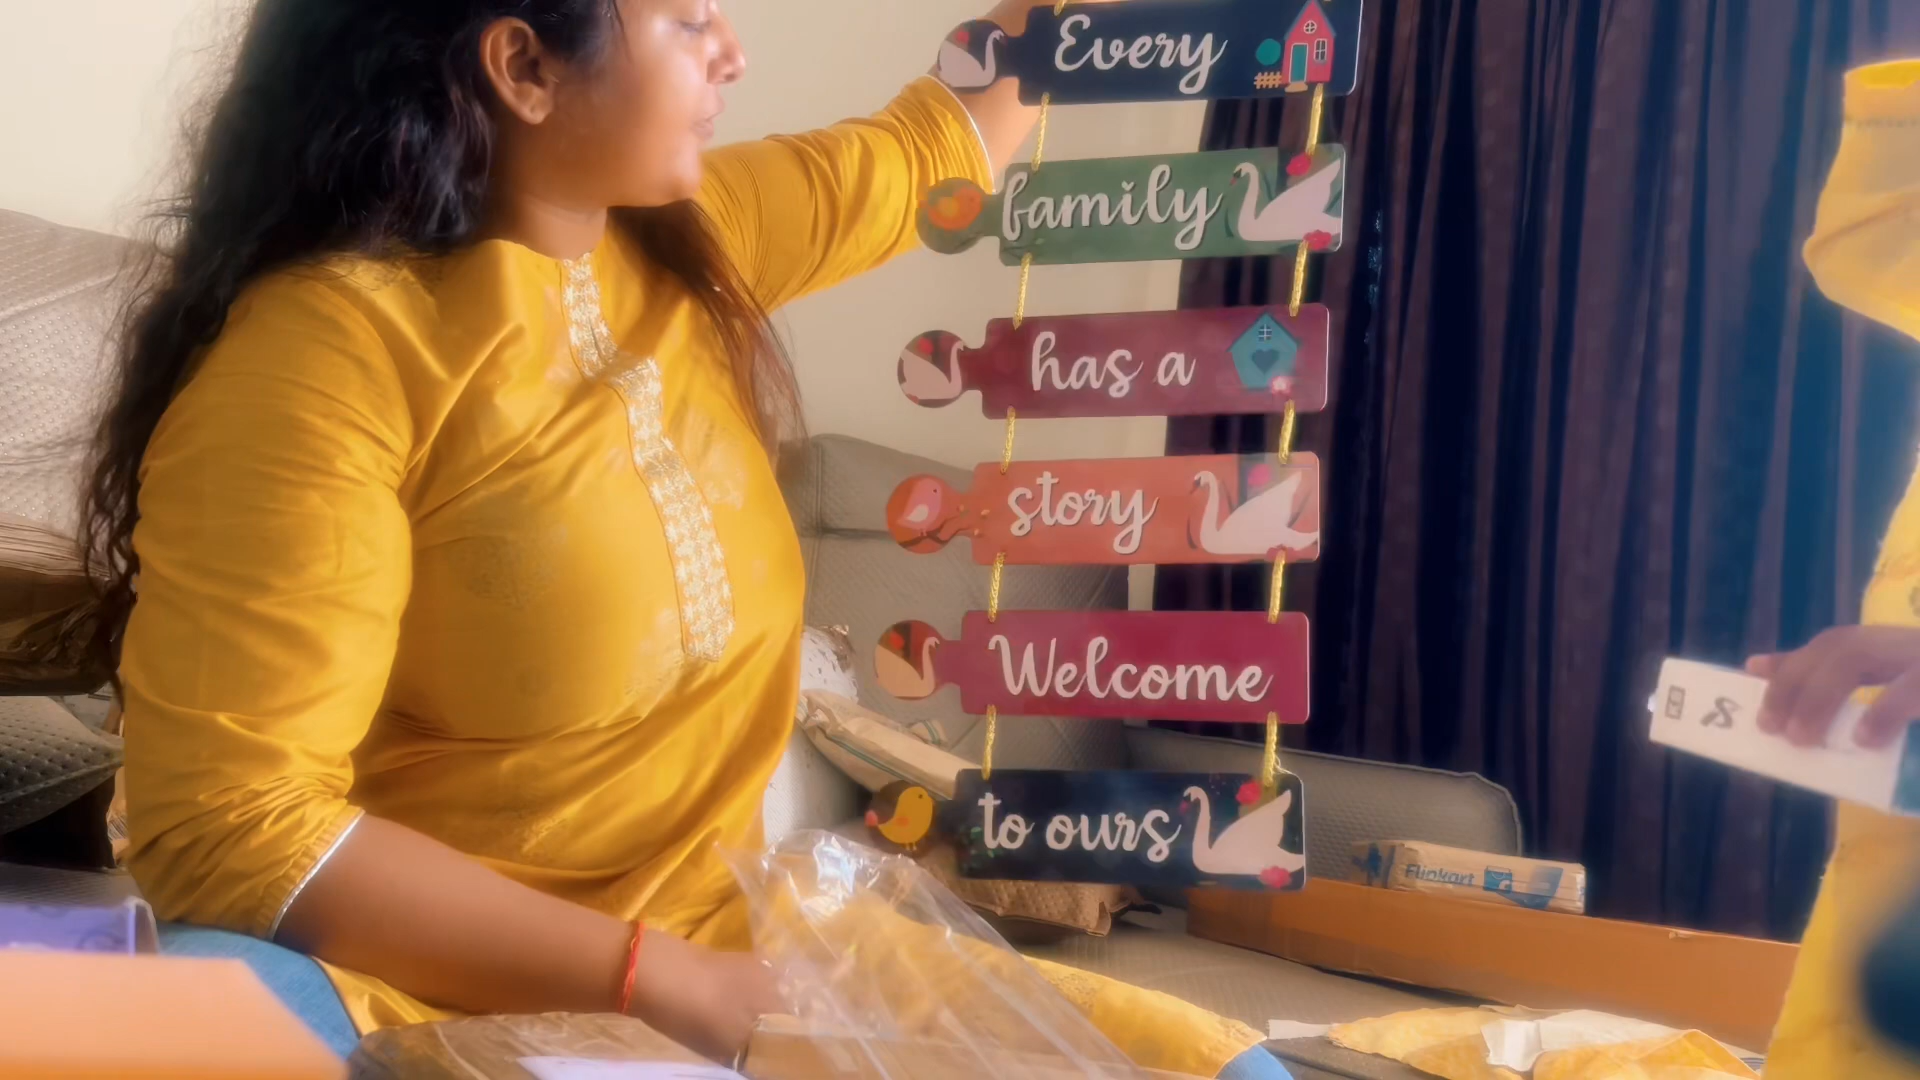 Every
family
has a
story
Welcome
to ours
Flipkart